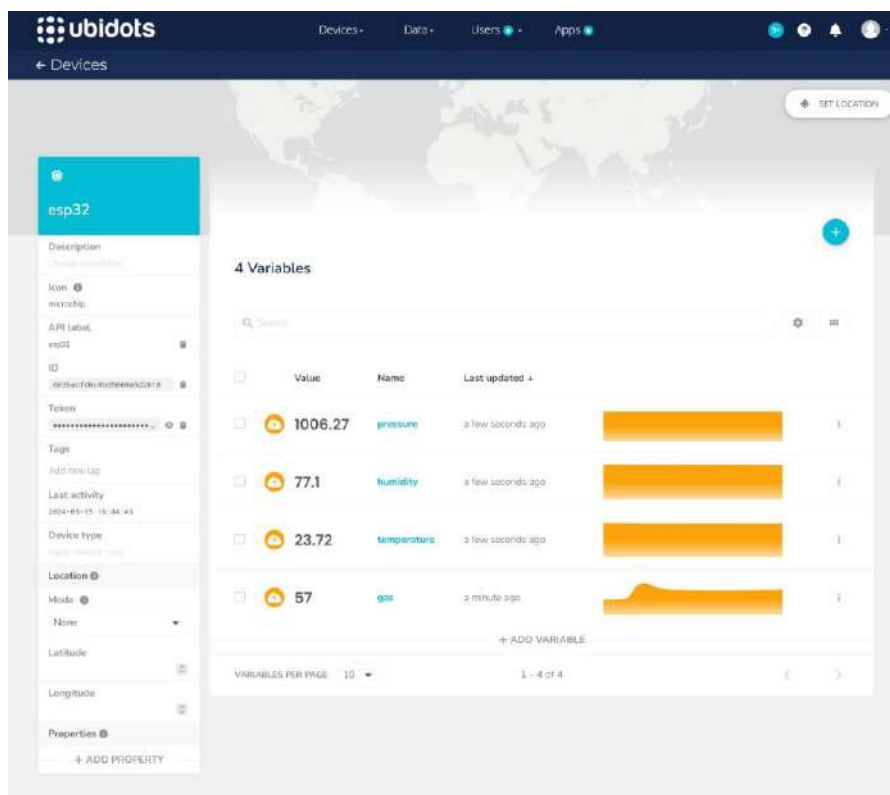 ubidots
Devices
Data
Users
Apps
← Devices
SET LOCATION
esp32
Description
Icon
microchip
API label
esp32
ID
Token
Tags
Add new tag
Last activity
Device type
Location
Mode
None
Latitude
Longitude
Properties
+ ADD PROPERTY
4 Variables
Search
Value Name Last updated ↓
1006.27 pressure a few seconds ago
77.1 humidity a few seconds ago
23.72 temperature a few seconds ago
57 gas a minute ago
+ ADD VARIABLE
VARIABLES PER PAGE 10
1 - 4 of 4